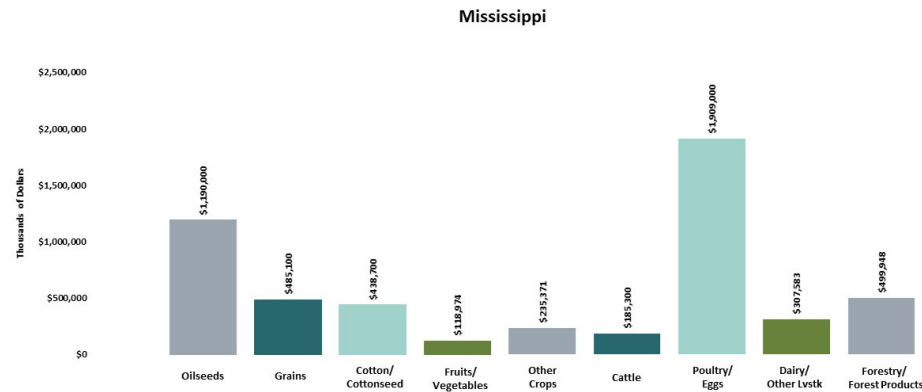 Mississippi
$2,500,000
$2,000,000
$1,500,000
$1,000,000
$500,000
$0
Thousands of Dollars
$1,190,000
$485,100
$438,700
$118,974
$235,371
$185,300
$1,909,000
$307,583
$499,948
Oilseeds
Grains
Cotton/
Cottonseed
Fruits/
Vegetables
Other
Crops
Cattle
Poultry/
Eggs
Dairy/
Other Lvstk
Forestry/
Forest Products